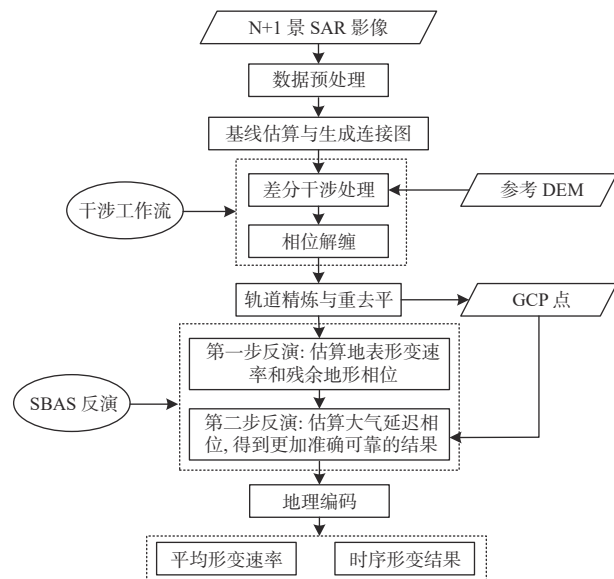 N+1 景 SAR 影像
数据预处理
基线估算与生成连接图
差分干涉处理
参考 DEM
干涉工作流
相位解缠
轨道精炼与重去平
GCP 点
第一步反演: 估算地表形变速
率和残余地形相位
SBAS 反演
第二步反演: 估算大气延迟相
位, 得到更加准确可靠的结果
地理编码
平均形变速率
时序形变结果